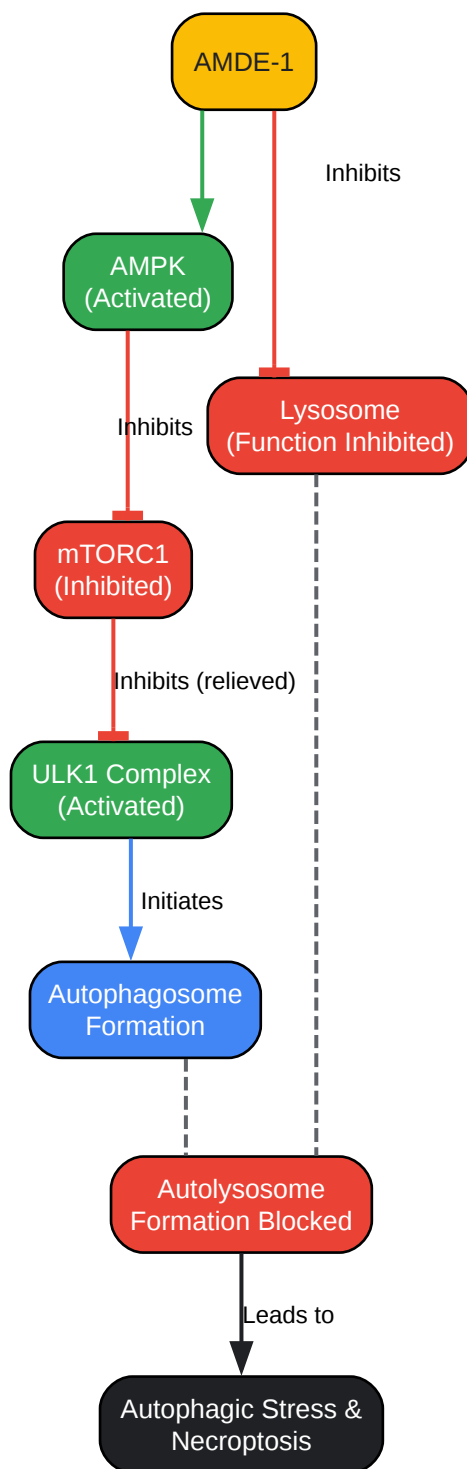 AMDE-1
Inhibits
AMPK
(Activated)
Lysosome
(Function Inhibited)
Inhibits
mTORC1
(Inhibited)
Inhibits (relieved)
ULK1 Complex
(Activated)
Initiates
Autophagosome
Formation
Autolysosome
Formation Blocked
Leads to
Autophagic Stress &
Necroptosis